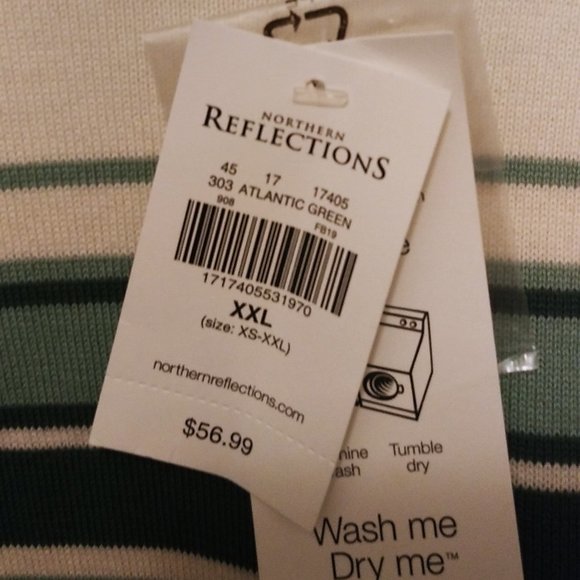 NORTHERN
REFLECTIONS
45 17 17405
303 ATLANTIC GREEN
908 FB19
1717405531970
XXL
(size: XS-XXL)
northernreflections.com
$56.99
Tumble
dry
Wash me
Dry me™